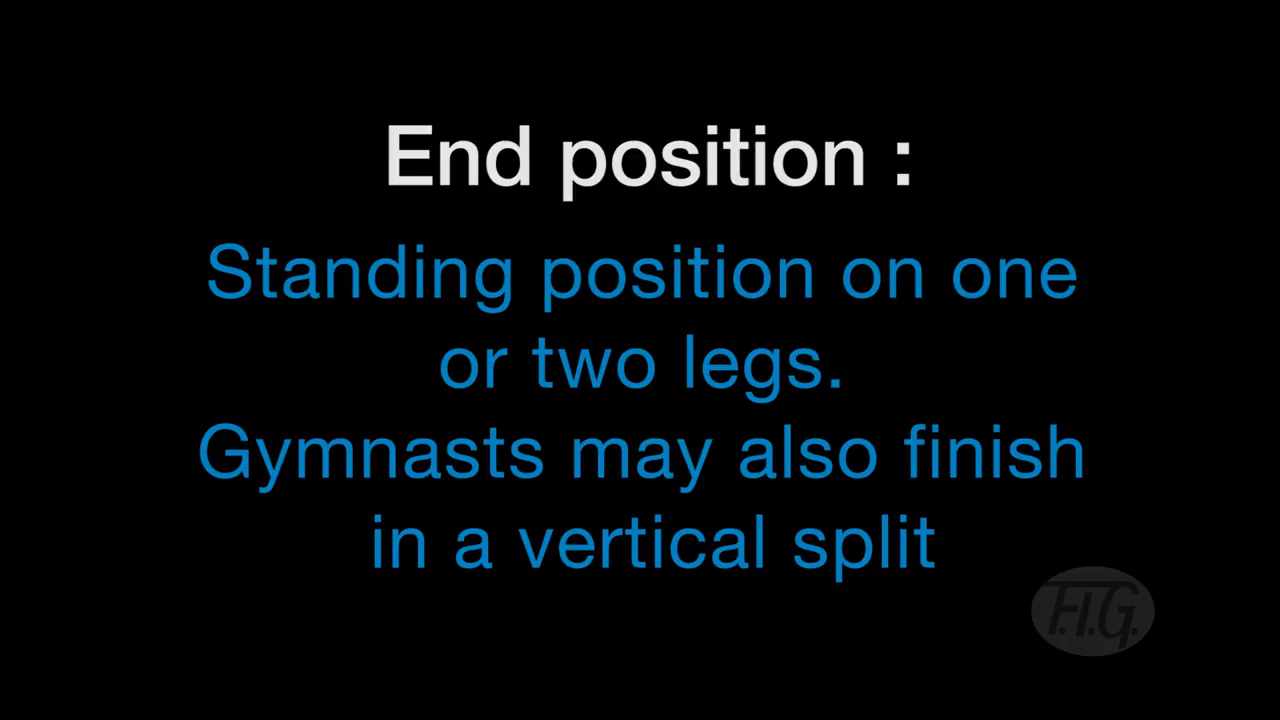 End position :
Standing position on one
or two legs.
Gymnasts may also finish
in a vertical split
F.I.G.